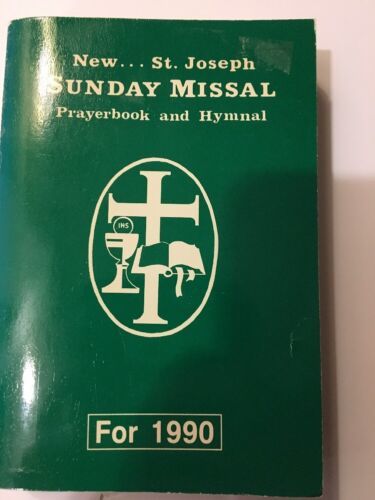 New... St. Joseph
SUNDAY MISSAL
Prayerbook and Hymnal
IHS
For 1990